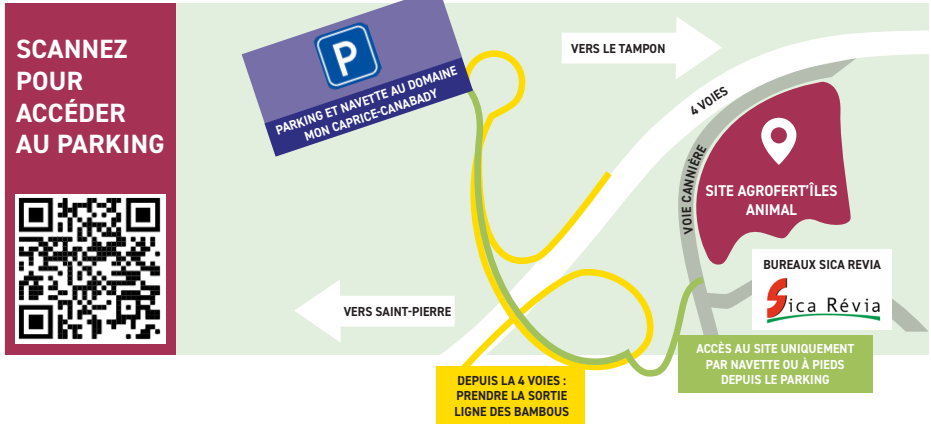 SCANNEZ
POUR
ACCÉDER
AU PARKING
P
PARKING ET NAVETTE AU DOMAINE
MON CAPRICE-CANABADY
VERS LE TAMPON
4 VOIES
VOIE CANNIÈRE
SITE AGROFERT'ÎLES
ANIMAL
BUREAUX SICA REVIA
Sica Révia
VERS SAINT-PIERRE
ACCÈS AU SITE UNIQUEMENT
PAR NAVETTE OU À PIEDS
DEPUIS LE PARKING
DEPUIS LA 4 VOIES :
PRENDRE LA SORTIE
LIGNE DES BAMBOUS